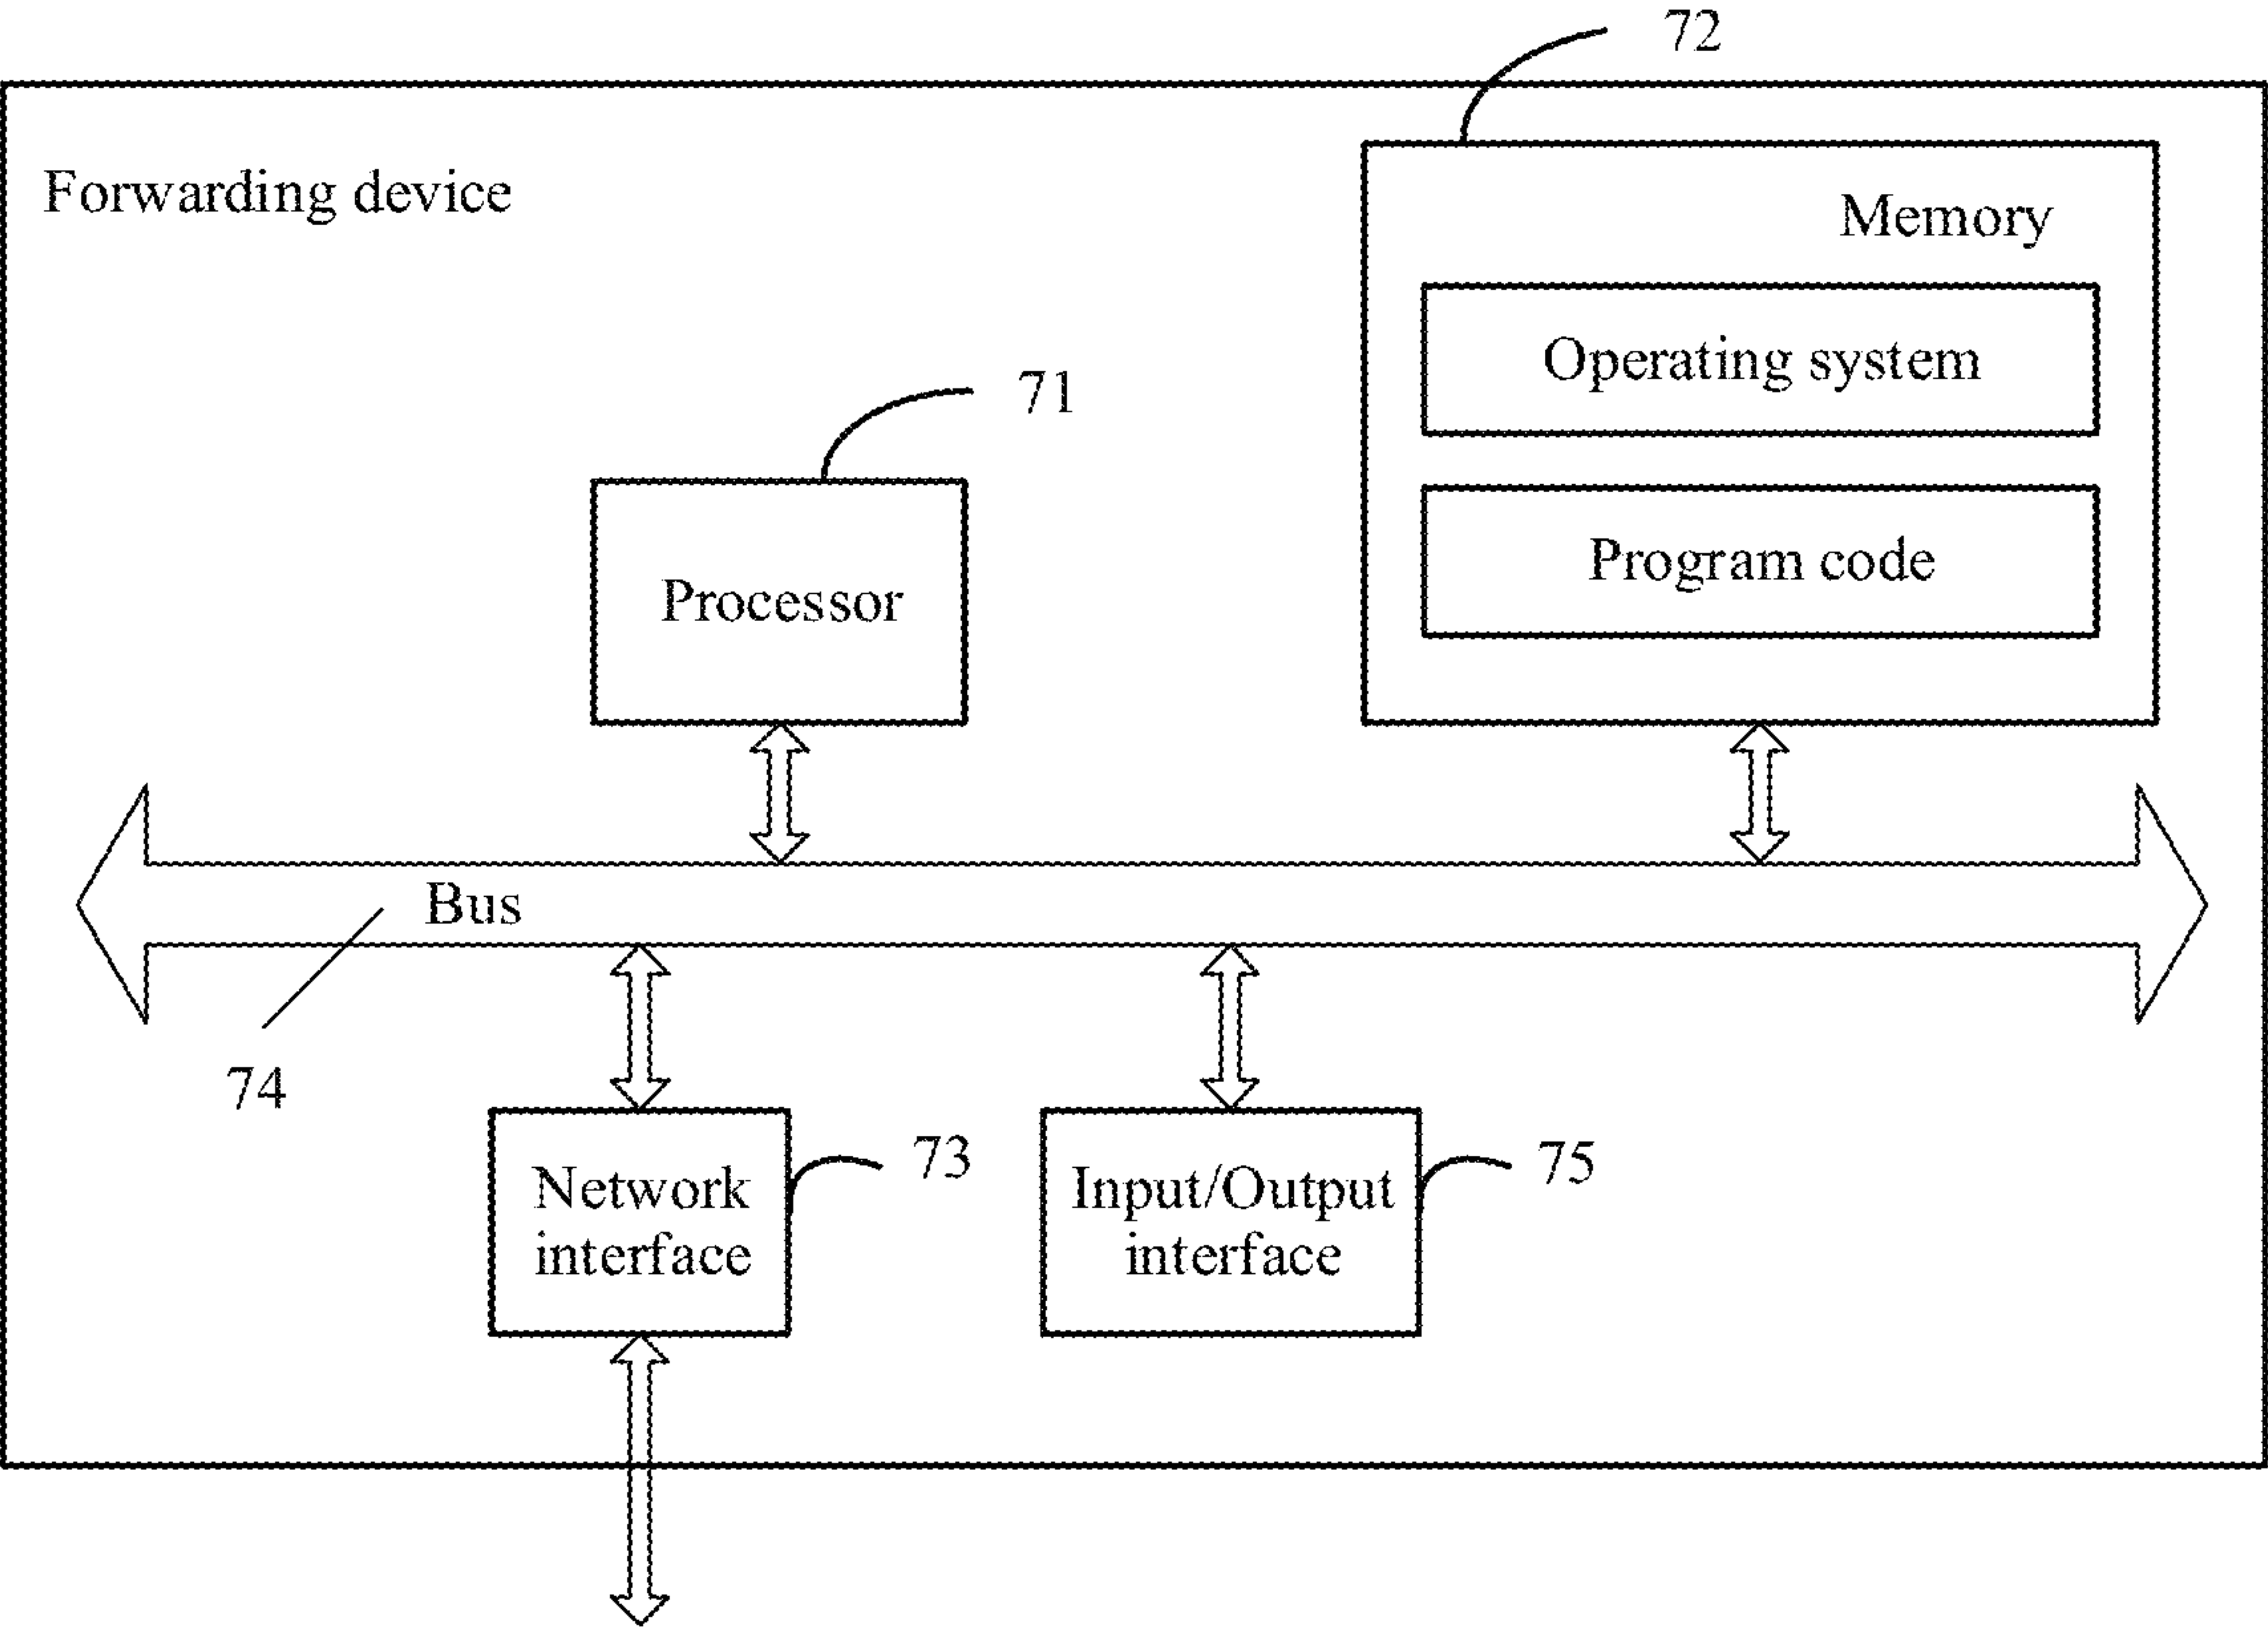 72
Forwarding device
Memory
Operating system
71
Program code
Processor
Bus
74
73
75
Network
interface
Input/Output
interface